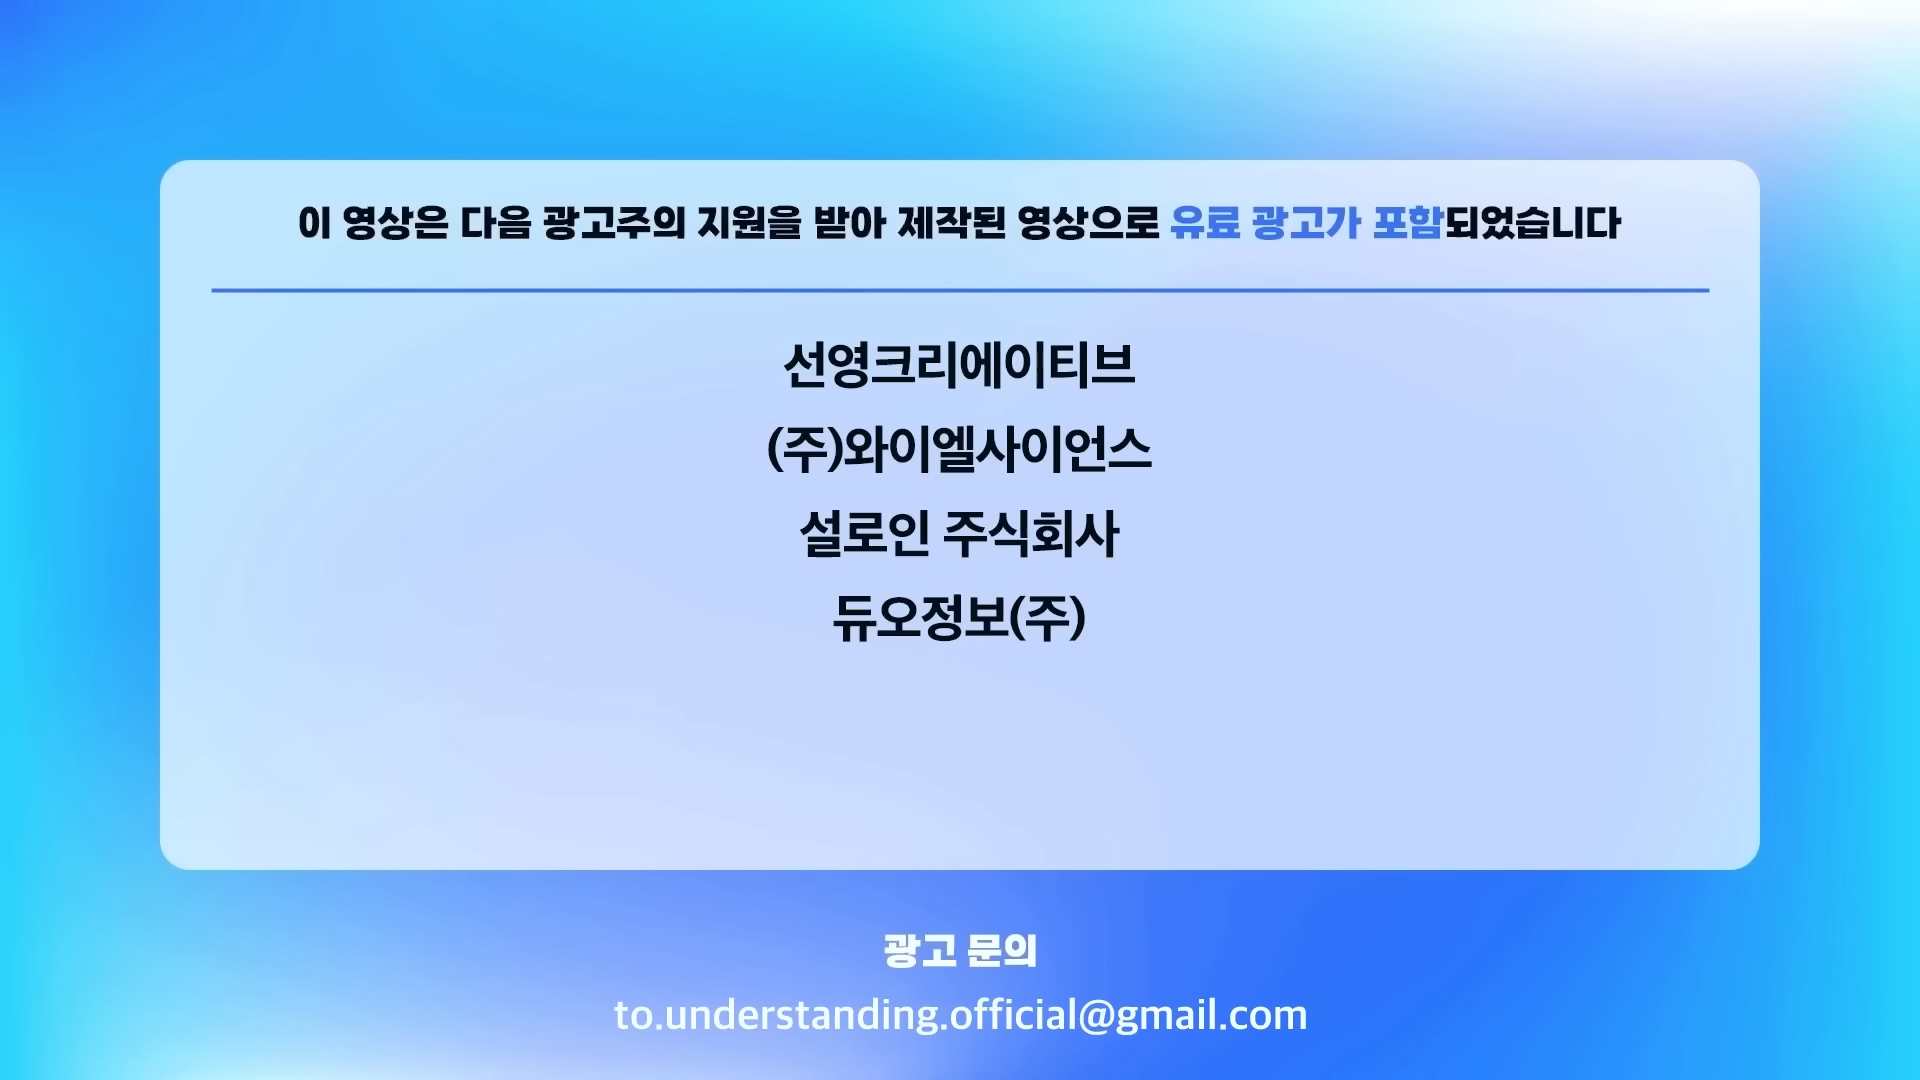 이 영상은 다음 광고주의 지원을 받아 제작된 영상으로 유료 광고가 포함되었습니다
선영크리에이티브
(주)와이엘사이언스
설로인 주식회사
듀오정보(주)
광고 문의
to.understanding.official@gmail.com